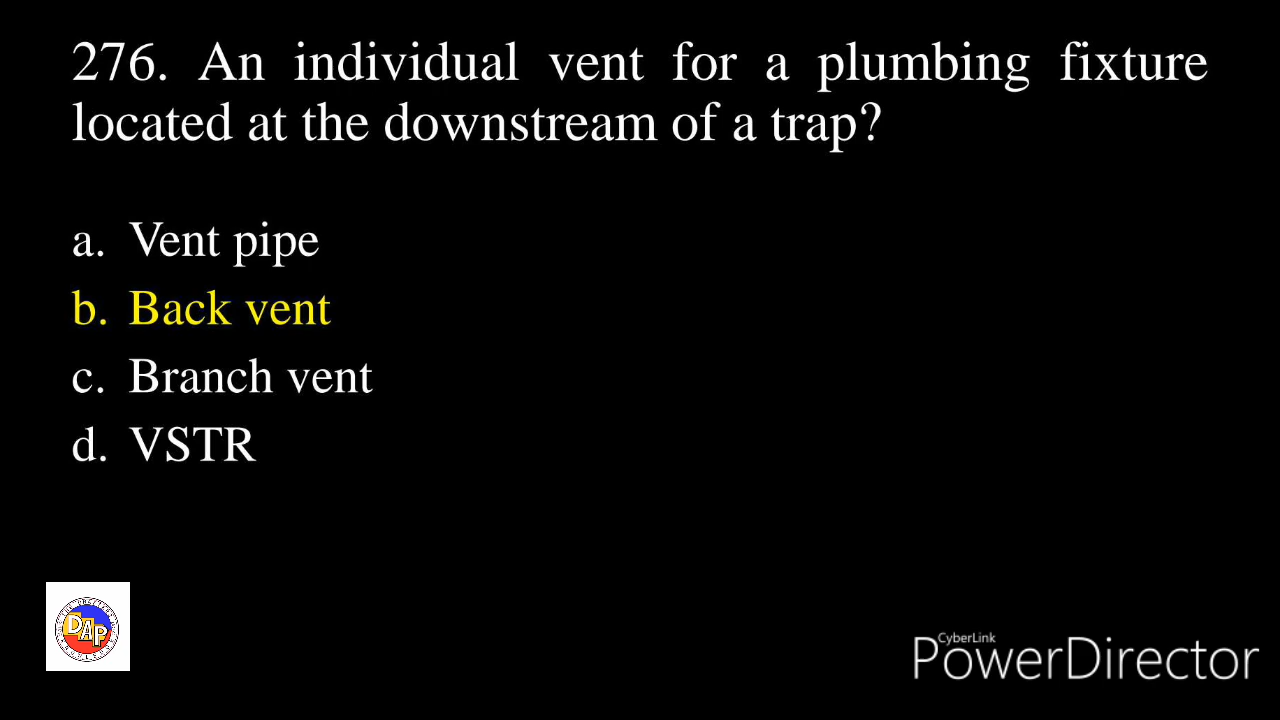 276. An individual vent for a plumbing fixture
located at the downstream of a trap?
a. Vent pipe
b. Back vent
c. Branch vent
d. VSTR
DAP
CyberLink
PowerDirector